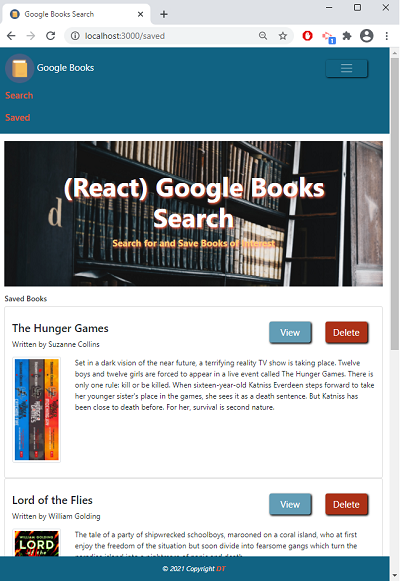 Google Books Search
localhost:3000/saved
1
Google Books
Search
Saved
d
(React) Google Books
Search
Search for and Save Books of Interest
Saved Books
The Hunger Games
View
Delete
Written by Suzanne Collins
Set in a dark vision of the near future, a terrifying reality TV show is taking place. Twelve
boys and twelve girls are forced to appear in a live event called The Hunger Games. There is
only one rule: kill or be killed. When sixteen-year-old Katniss Everdeen steps forward to take
her younger sister's place in the games, she sees it as a death sentence. But Katniss has
been close to death before. For her, survival is second nature.
Lord of the Flies
View
Delete
Written by William Golding
WILLIAM GOLDING
LORD
of the
The tale of a party of shipwrecked schoolboys, marooned on a coral island, who at first
enjoy the freedom of the situation but soon divide into fearsome gangs which turn the
© 2021 Copyright DT